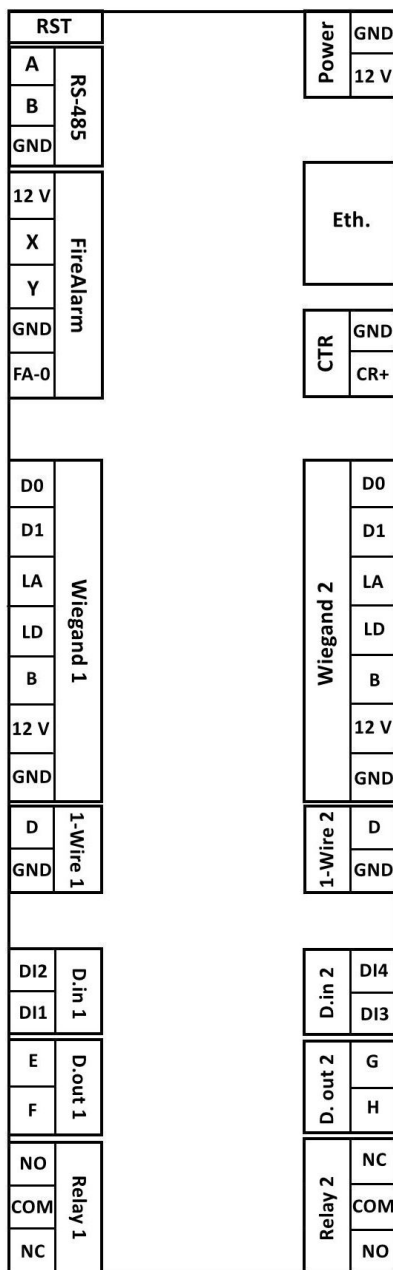 RST
A
B
GND
RS-485
12 V
X
Y
GND
FA-0
FireAlarm
D0
D1
LA
LD
B
12 V
GND
Wiegand 1
D
GND
1-Wire 1
DI2
DI1
D.in 1
E
F
D.out 1
NO
COM
NC
Relay 1
Power
GND
12 V
Eth.
CTR
GND
CR+
Wiegand 2
D0
D1
LA
LD
B
12 V
GND
1-Wire 2
D
GND
D.in 2
DI4
DI3
D. out 2
G
H
Relay 2
NC
COM
NO